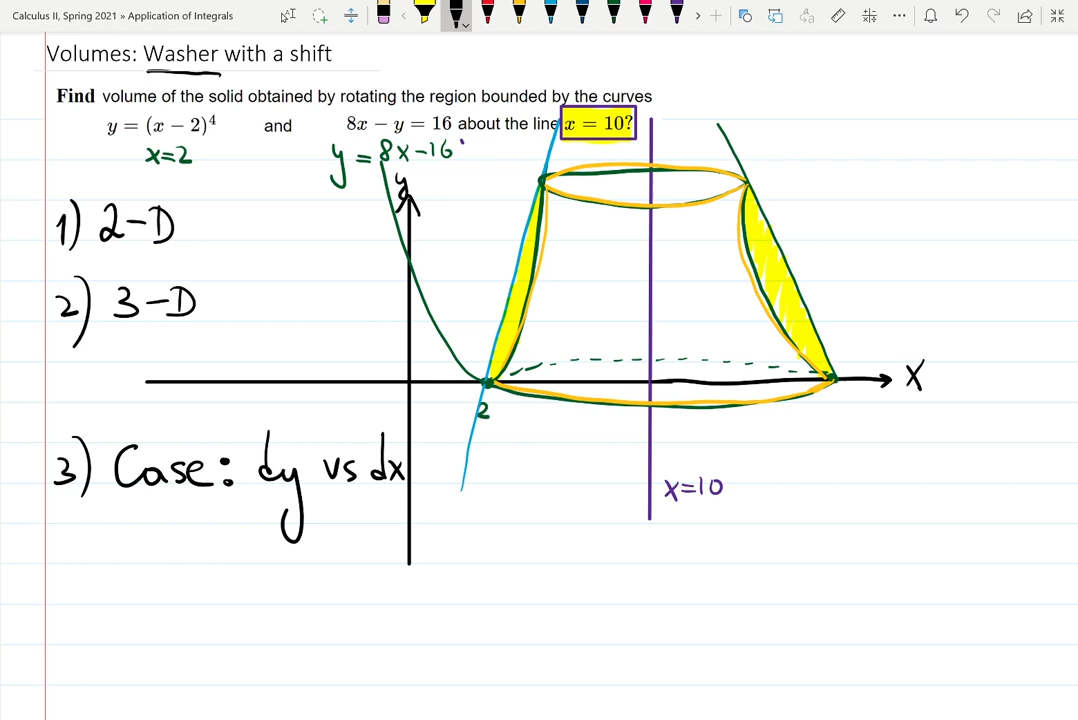 Calculus II, Spring 2021 » Application of Integrals
Volumes: Washer with a shift
Find volume of the solid obtained by rotating the region bounded by the curves
y = (x − 2)⁴ and 8x − y = 16 about the line x = 10?
x=2
y = 8x-16
y
1) 2-D
2) 3-D
X
2
3) Case: dy vs dx
x=10